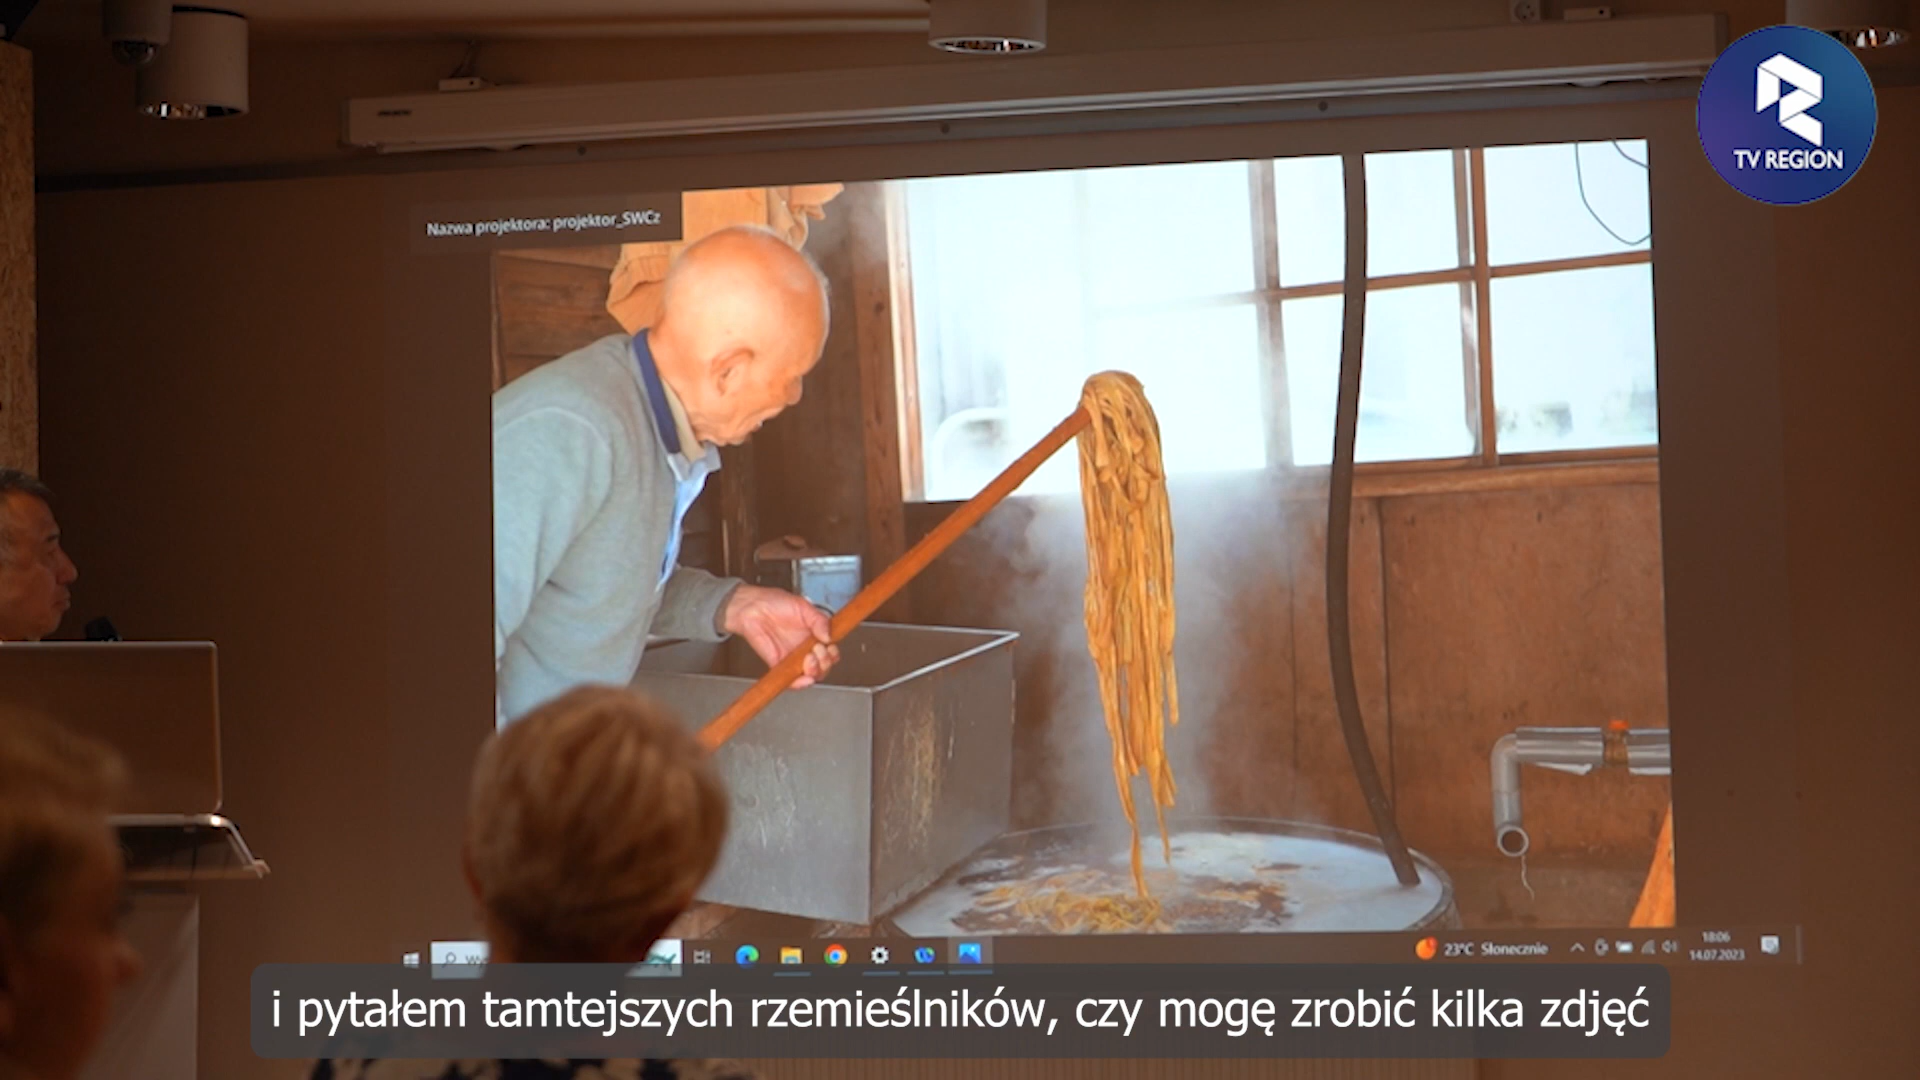 TV REGION
Nazwa projektora: projektor_SWCz
23°C Słonecznie
18:06
14.07.2023
i pytałem tamtejszych rzemieślników, czy mogę zrobić kilka zdjęć